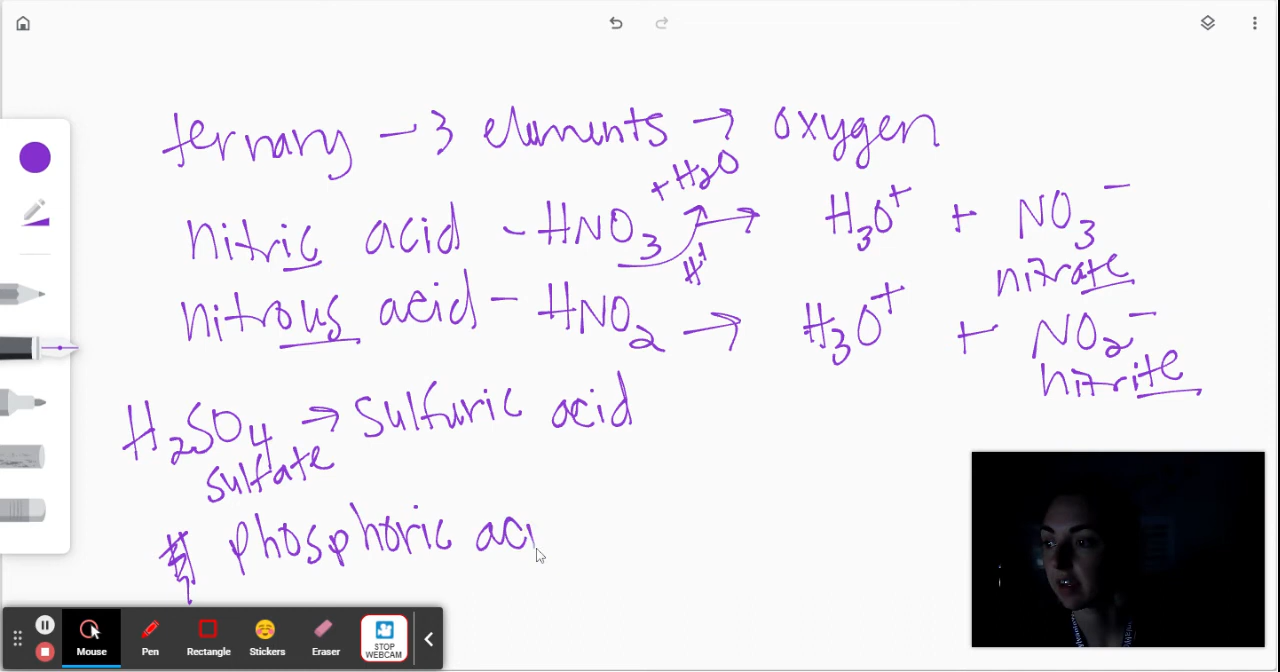 ternary - 3 elements → oxygen
+ H₂O
nitric acid - HNO₃ → H₃O⁺ + NO₃⁻
H⁺
nitrate
nitrous acid - HNO₂ → H₃O⁺ + NO₂⁻
nitrite
H₂SO₄ → sulfuric acid
sulfate
phosphoric aci
Mouse
Pen
Rectangle
Stickers
Eraser
STOP
WEBCAM